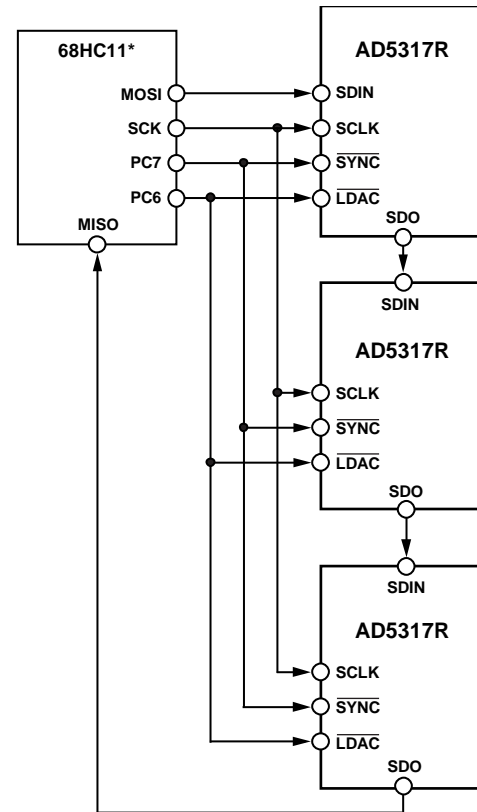 68HC11*
MOSI
SCK
PC7
PC6
MISO
AD5317R
SDIN
SCLK
SYNC
LDAC
SDO
SDIN
AD5317R
SCLK
SYNC
LDAC
SDO
SDIN
AD5317R
SCLK
SYNC
LDAC
SDO